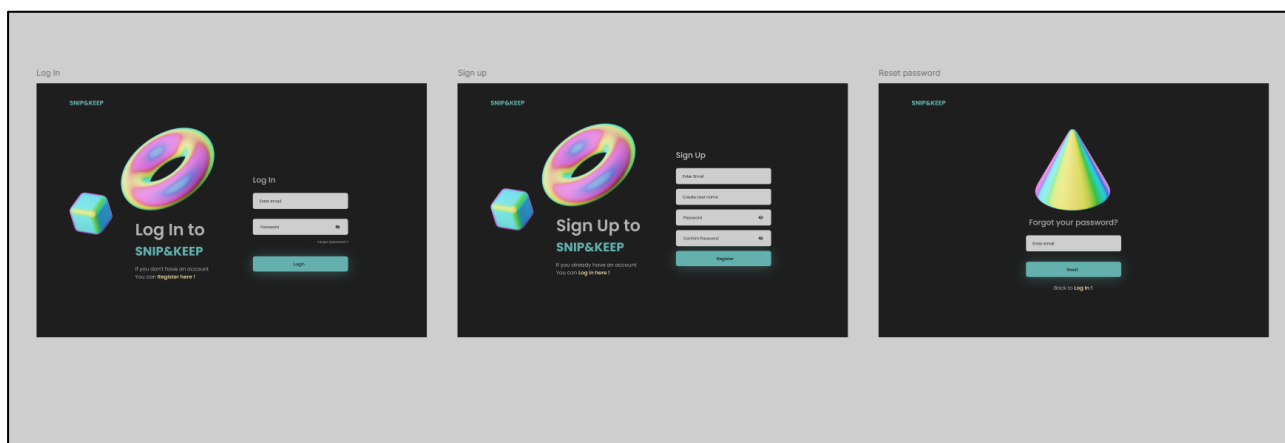 Log In
SNIP&KEEP
Log In to
SNIP&KEEP
If you don't have an account
You can Register here !
Log In
Enter email
Password
Forgot password ?
Login
Sign up
SNIP&KEEP
Sign Up to
SNIP&KEEP
If you already have an account
You can Log in here !
Sign Up
Enter Email
Create User name
Password
Confirm Password
Register
Reset password
SNIP&KEEP
Forgot your password?
Enter email
Reset
Back to Log In !